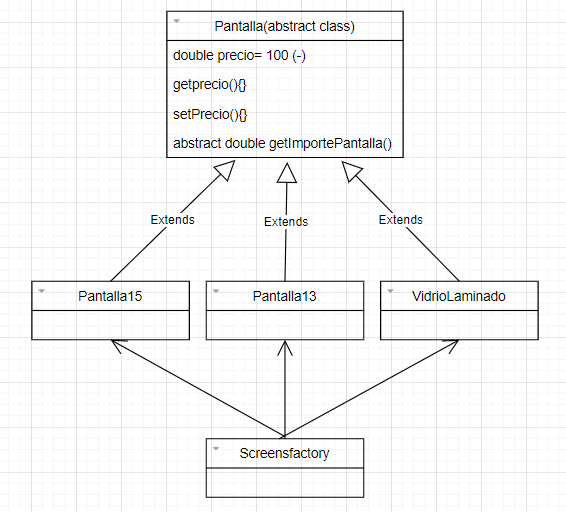 Pantalla(abstract class)
double precio= 100 (-)
getprecio(){}
setPrecio(){}
abstract double getImportePantalla()
Extends
Extends
Extends
Pantalla15
Pantalla13
VidrioLaminado
Screensfactory